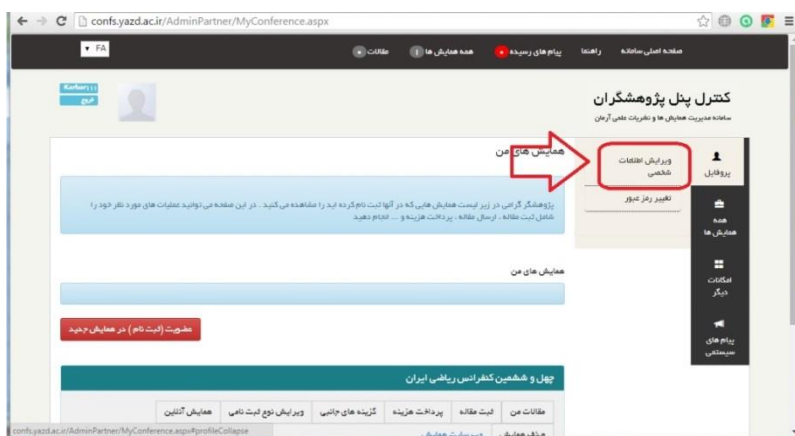 confs.yazd.ac.ir/AdminPartner/MyConference.aspx
صفحه اصلی سامانه
راهنما
پیام های رسیده
همه همایش ها
مقالات
FA
خروج
کنترل پنل پژوهشگران
سامانه مدیریت همایش ها و نشریات علمی آرمان
پروفایل
ویرایش اطلاعات
شخصی
تغییر رمز عبور
همه
همایش ها
امکانات
دیگر
پیام های
سیستمی
همایش های من
پژوهشگر گرامی در زیر لیست همایش هایی که در آنها ثبت نام کرده اید را مشاهده می کنید . در این صفحه می توانید عملیات های مورد نظر خود را
شامل ثبت مقاله ، ارسال مقاله ، پرداخت هزینه و ... انجام دهید
همایش های من
عضویت (ثبت نام ) در همایش جدید
چهل و ششمین کنفرانس ریاضی ایران
مقالات من
ثبت مقاله
پرداخت هزینه
گزینه های جانبی
ویرایش نوع ثبت نامی
همایش آنلاین
حذف همایش
وب سایت همایش
confs.yazd.ac.ir/AdminPartner/MyConference.aspx#profileCollapse